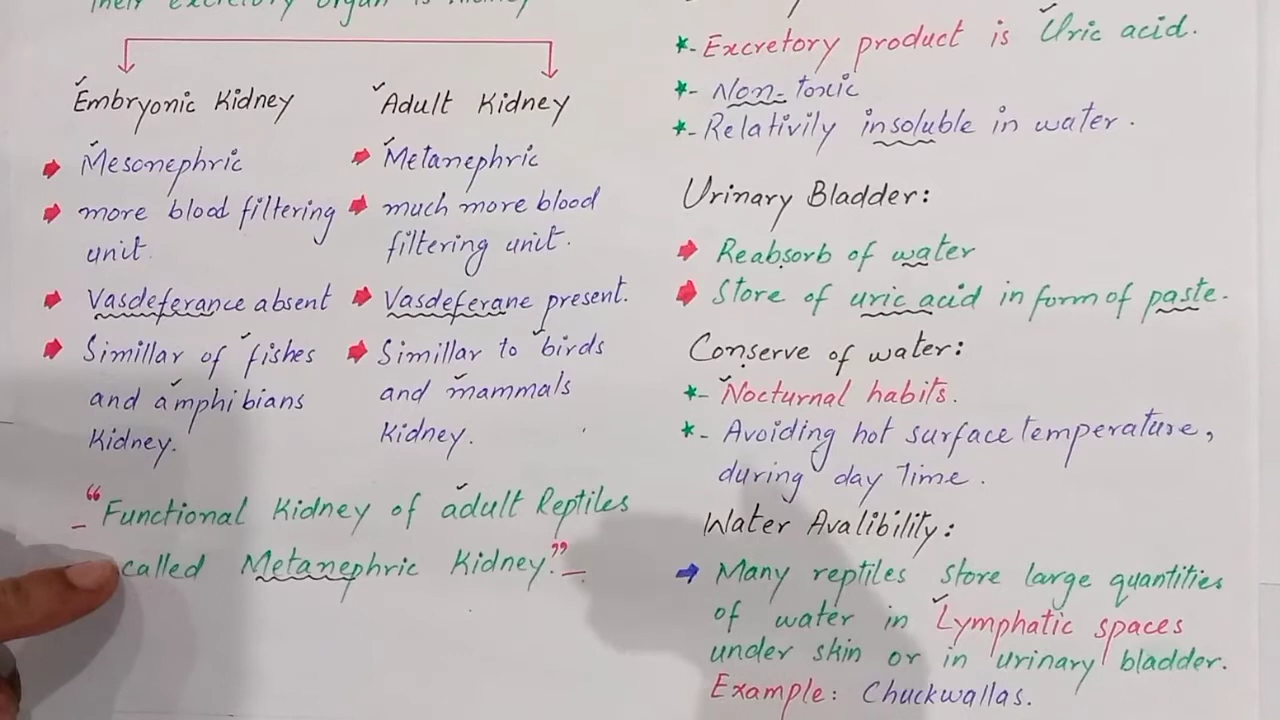 Their excretory organ is Kidney
Embryonic Kidney
Mesonephric
more blood filtering
unit.
Vasdeferance absent
Simillar of fishes
and amphibians
Kidney.
Adult Kidney
Metanephric
much more blood
filtering unit.
Vasdeferane present.
Simillar to birds
and mammals
Kidney.
"Functional Kidney of adult Reptiles
called Metanephric Kidney."
Excretory product is Uric acid.
Non-toxic
Relativily insoluble in water.
Urinary Bladder:
Reabsorb of water
Store of uric acid in form of paste.
Conserve of water:
Nocturnal habits.
Avoiding hot surface temperature,
during day Time.
Water Avalibility:
Many reptiles store large quantities
of water in Lymphatic spaces
under skin or in urinary bladder.
Example: Chuckwallas.